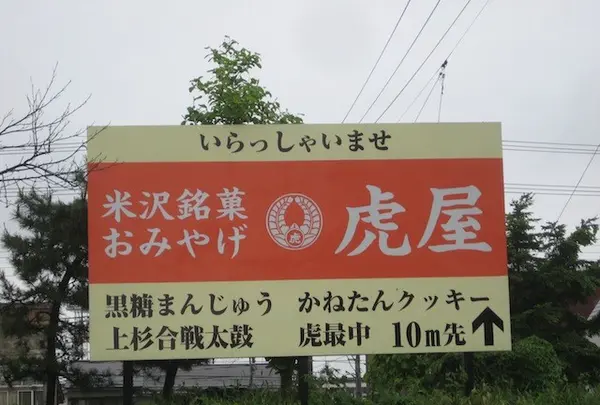 いらっしゃいませ
米沢銘菓
おみやげ
虎
虎屋
黒糖まんじゅう かねたんクッキー
上杉合戦太鼓 虎最中 10m先↑